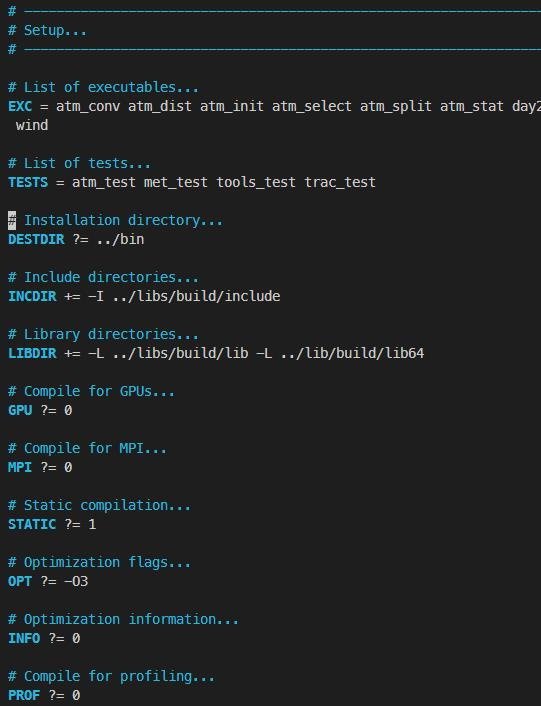 # ————————————————————————————————
# Setup...
# ————————————————————————————————
# List of executables...
EXC = atm_conv atm_dist atm_init atm_select atm_split atm_stat day2
wind
# List of tests...
TESTS = atm_test met_test tools_test trac_test
# Installation directory...
DESTDIR ?= ../bin
# Include directories...
INCDIR += -I ../libs/build/include
# Library directories...
LIBDIR += -L ../libs/build/lib -L ../lib/build/lib64
# Compile for GPUs...
GPU ?= 0
# Compile for MPI...
MPI ?= 0
# Static compilation...
STATIC ?= 1
# Optimization flags...
OPT ?= -O3
# Optimization information...
INFO ?= 0
# Compile for profiling...
PROF ?= 0